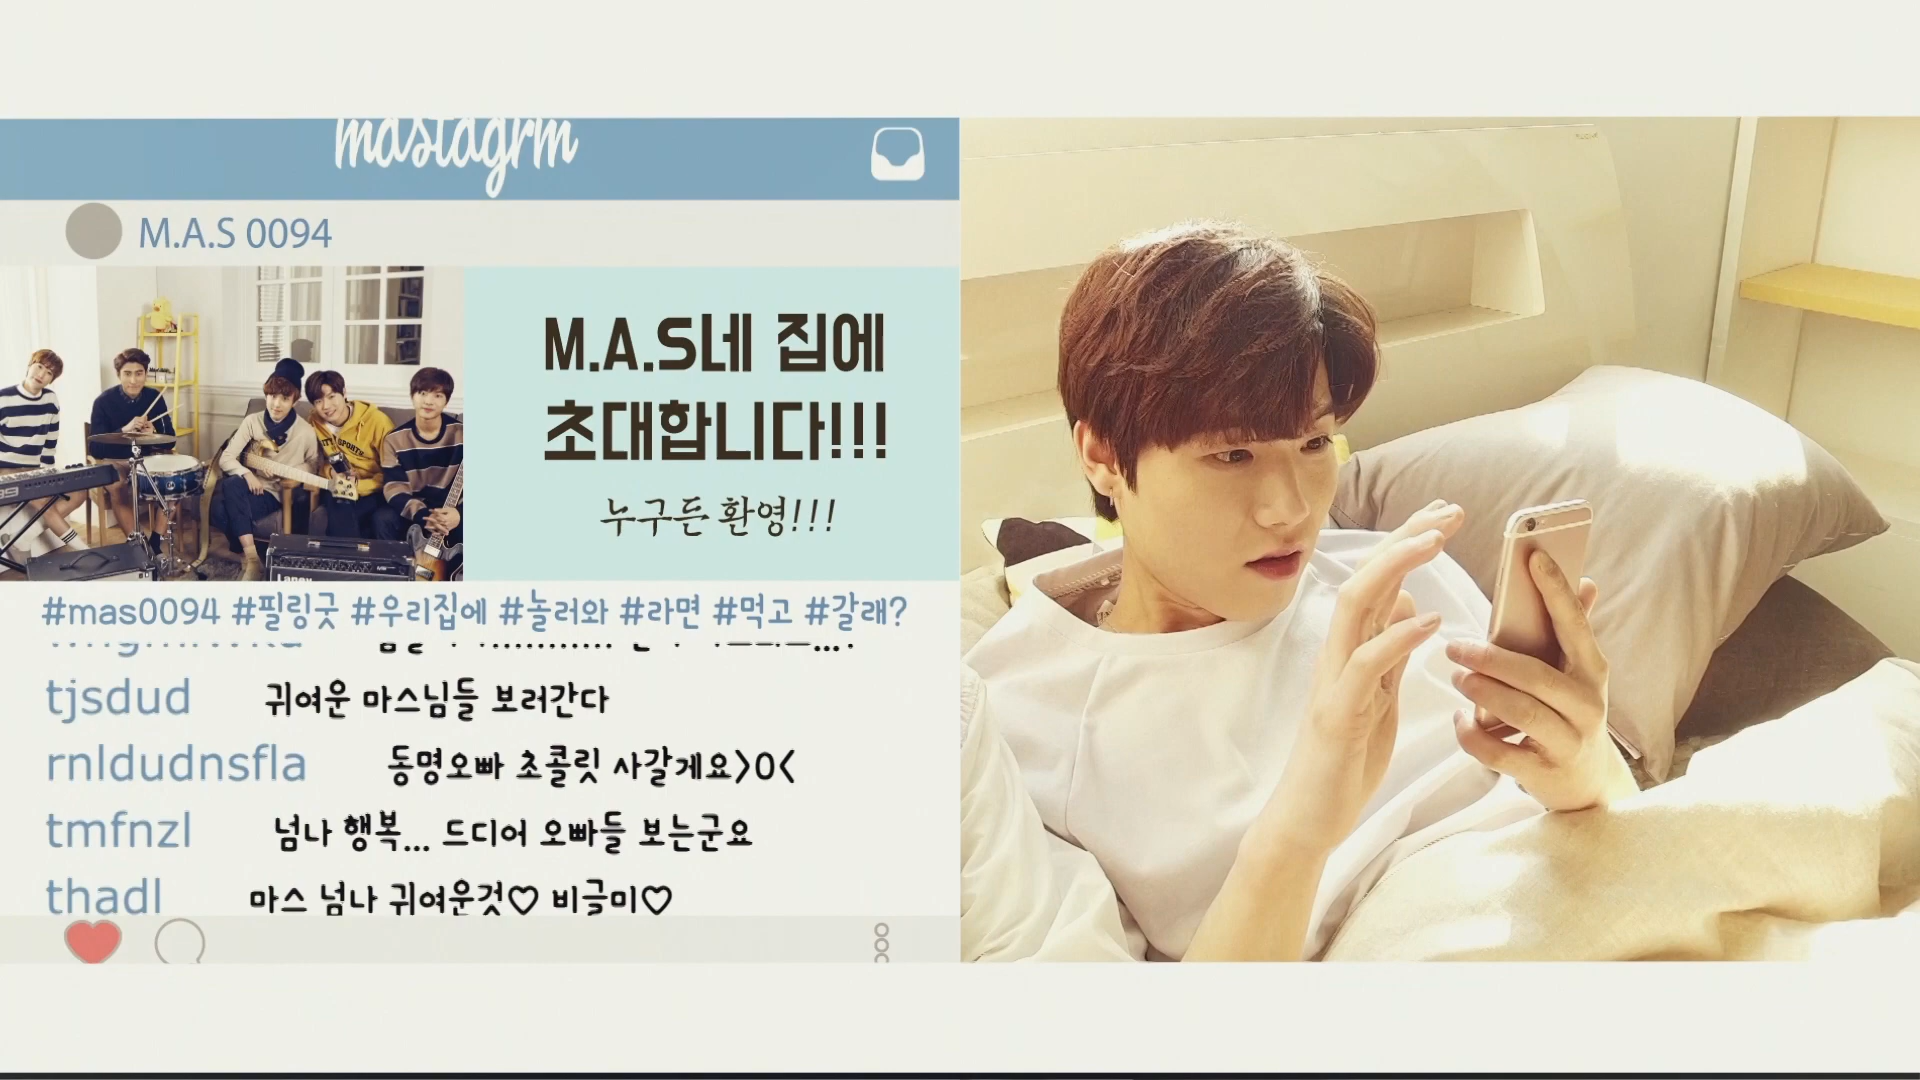 mastagrm
M.A.S 0094
M.A.S네 집에
초대합니다!!!
누구든 환영!!!
#mas0094 #필링굿 #우리집에 #놀러와 #라면 #먹고 #갈래?
tjsdud 귀여운 마스님들 보러간다
rnldudnsfla 동명오빠 초콜릿 사갈게요>0<
tmfnzl 넘나 행복... 드디어 오빠들 보는군요
thadl 마스 넘나 귀여운것♡ 비글미♡
Laney